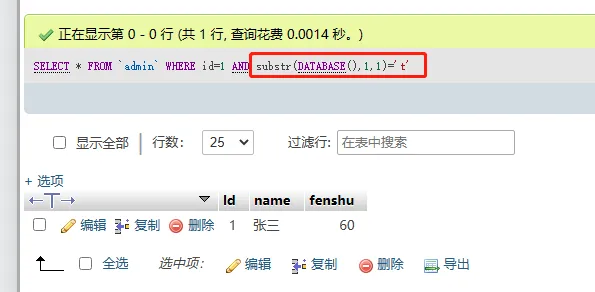 正在显示第 0 - 0 行 (共 1 行, 查询花费 0.0014 秒。)
SELECT * FROM `admin` WHERE id=1 AND substr(DATABASE(),1,1)='t'
显示全部 行数: 25 过滤行: 在表中搜索
+ 选项
←T→ Id name fenshu
编辑 复制 删除 1 张三 60
全选 选中项: 编辑 复制 删除 导出